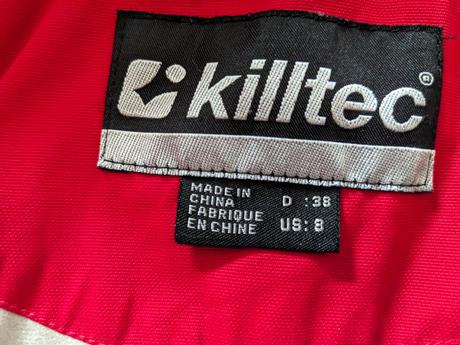 killtec®
MADE IN
CHINA
FABRIQUE
EN CHINE
D :38
US: 8